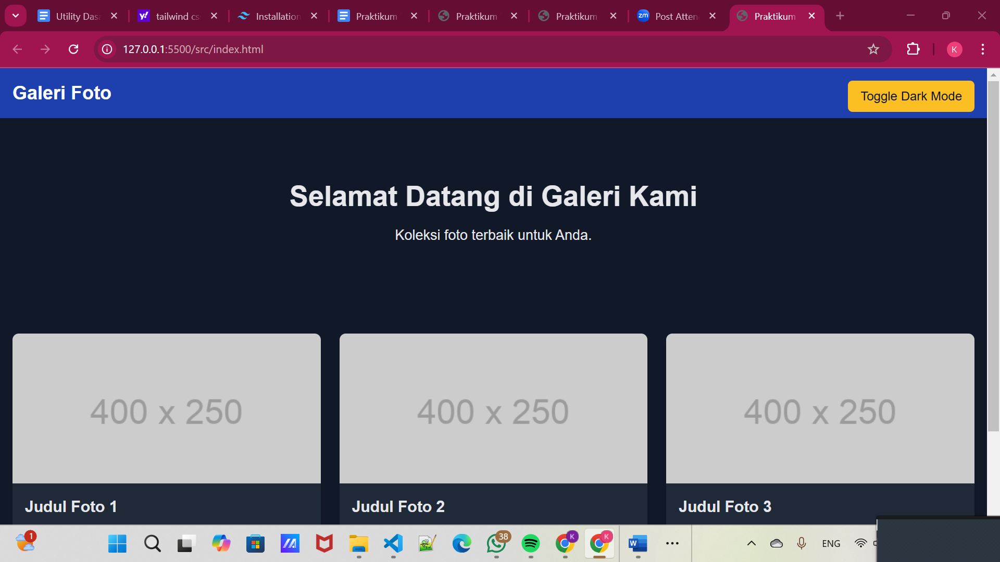 Utility Das
tailwind cs
Installation
Praktikum
Praktikum
Praktikum
zm
Post Atten
Praktikum
127.0.0.1:5500/src/index.html
K
Galeri Foto
Toggle Dark Mode
Selamat Datang di Galeri Kami
Koleksi foto terbaik untuk Anda.
400 x 250
400 x 250
400 x 250
Judul Foto 1
Judul Foto 2
Judul Foto 3
1
38
K
K
W
ENG